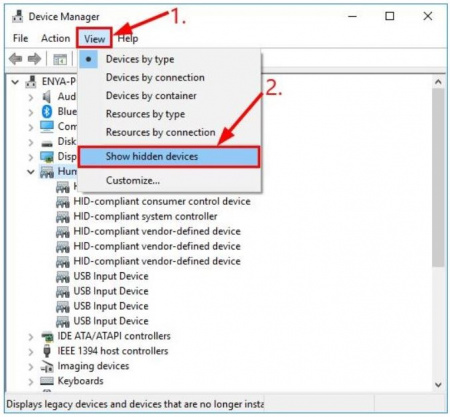 Device Manager
1.
File Action View Help
Devices by type
Devices by connection
Devices by container
Resources by type
Resources by connection
2.
Show hidden devices
Customize...
ENYA-P
Aud
Blue
Com
Disk
Disp
Hum
H
HID-compliant consumer control device
HID-compliant system controller
HID-compliant vendor-defined device
HID-compliant vendor-defined device
HID-compliant vendor-defined device
USB Input Device
USB Input Device
USB Input Device
USB Input Device
IDE ATA/ATAPI controllers
IEEE 1394 host controllers
Imaging devices
Keyboards
Displays legacy devices and devices that are no longer insta